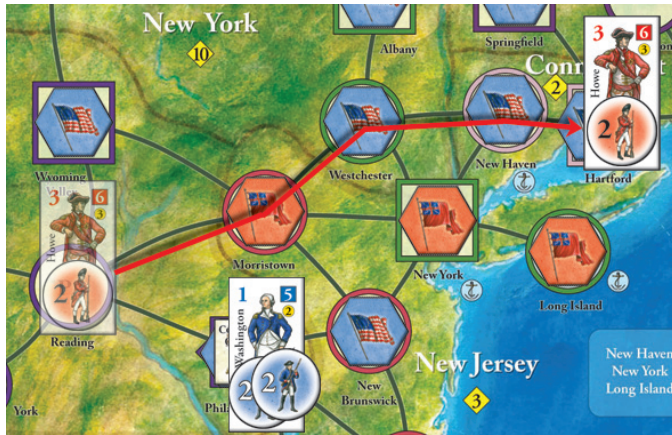 New York
10
Albany
Springfield
Conn
2
3
6
3
Howe
2
Hartford
New Haven
Westchester
Wyoming
Valley
3
6
3
Howe
2
Reading
Morristown
New York
Long Island
1
5
2
Washington
2
2
Phil
New
Brunswick
New Jersey
3
York
New Haven
New York
Long Island